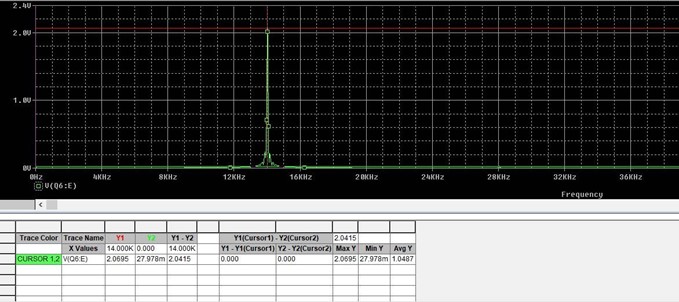 2.4V
2.0V
1.0V
0V
0Hz 4KHz 8KHz 12KHz 16KHz 20KHz 24KHz 28KHz 32KHz 36KHz
V(Q6:E)
Frequency
<
Trace Color Trace Name Y1 Y2 Y1 - Y2 Y1(Cursor1) - Y2(Cursor2) 2.0415
X Values 14.000K 0.000 14.000K Y1 - Y1(Cursor1) Y2 - Y2(Cursor2) Max Y Min Y Avg Y
CURSOR 1,2 V(Q6:E) 2.0695 27.978m 2.0415 0.000 0.000 2.0695 27.978m 1.0487